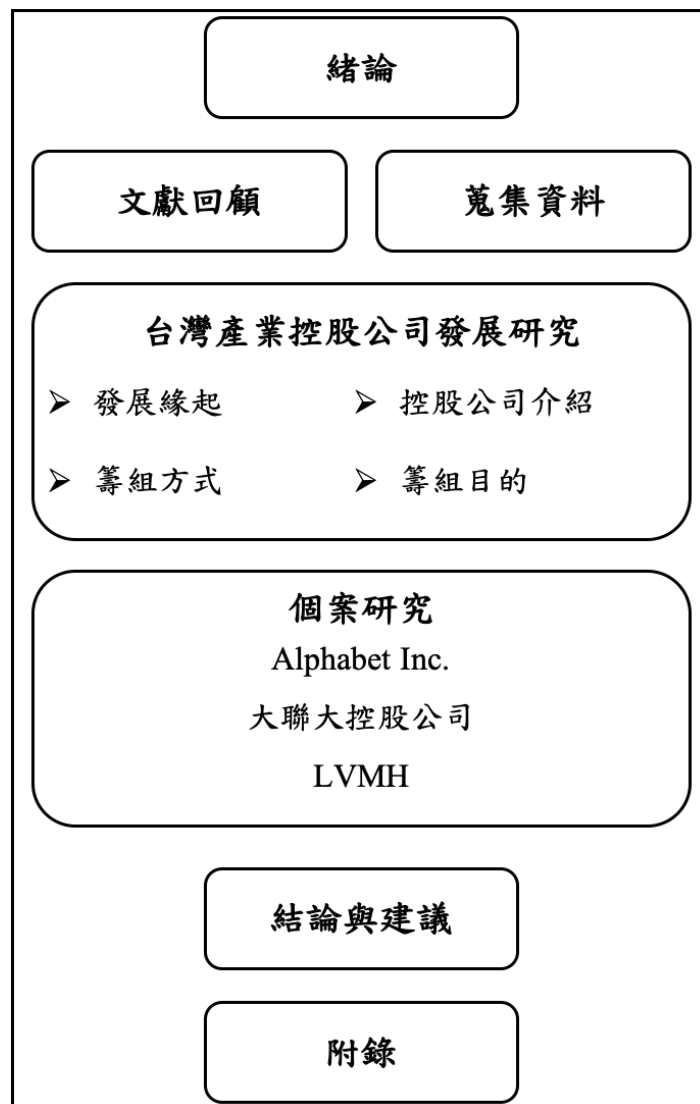 緒論
文獻回顧
蒐集資料
台灣產業控股公司發展研究
➢ 發展緣起
➢ 控股公司介紹
➢ 籌組方式
➢ 籌組目的
個案研究
Alphabet Inc.
大聯大控股公司
LVMH
結論與建議
附錄